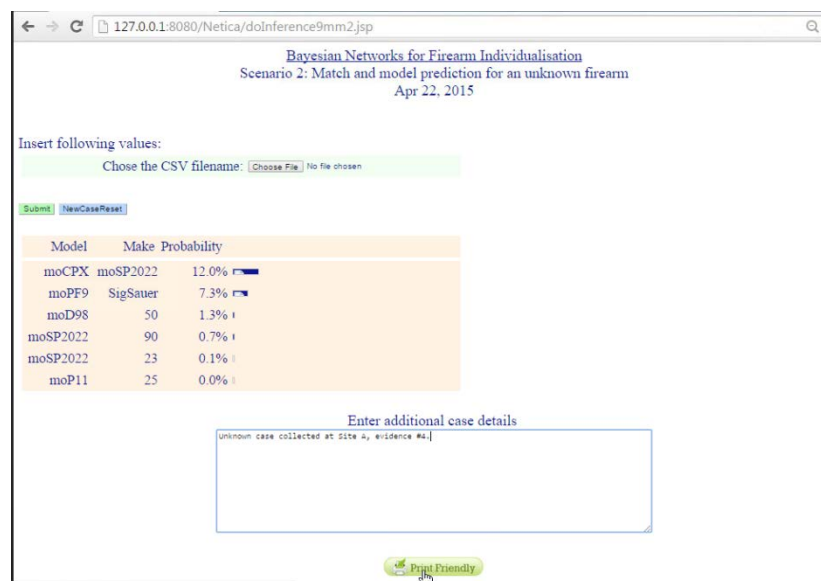 127.0.0.1:8080/Netica/doInference9mm2.jsp
Bayesian Networks for Firearm Individualisation
Scenario 2: Match and model prediction for an unknown firearm
Apr 22, 2015
Insert following values:
Chose the CSV filename: Choose File No file chosen
Submit NewCaseReset
Model Make Probability
moCPX moSP2022 12.0%
moPF9 SigSauer 7.3%
moD98 50 1.3%
moSP2022 90 0.7%
moSP2022 23 0.1%
moP11 25 0.0%
Enter additional case details
Unknown case collected at Site A, evidence #4.
Print Friendly